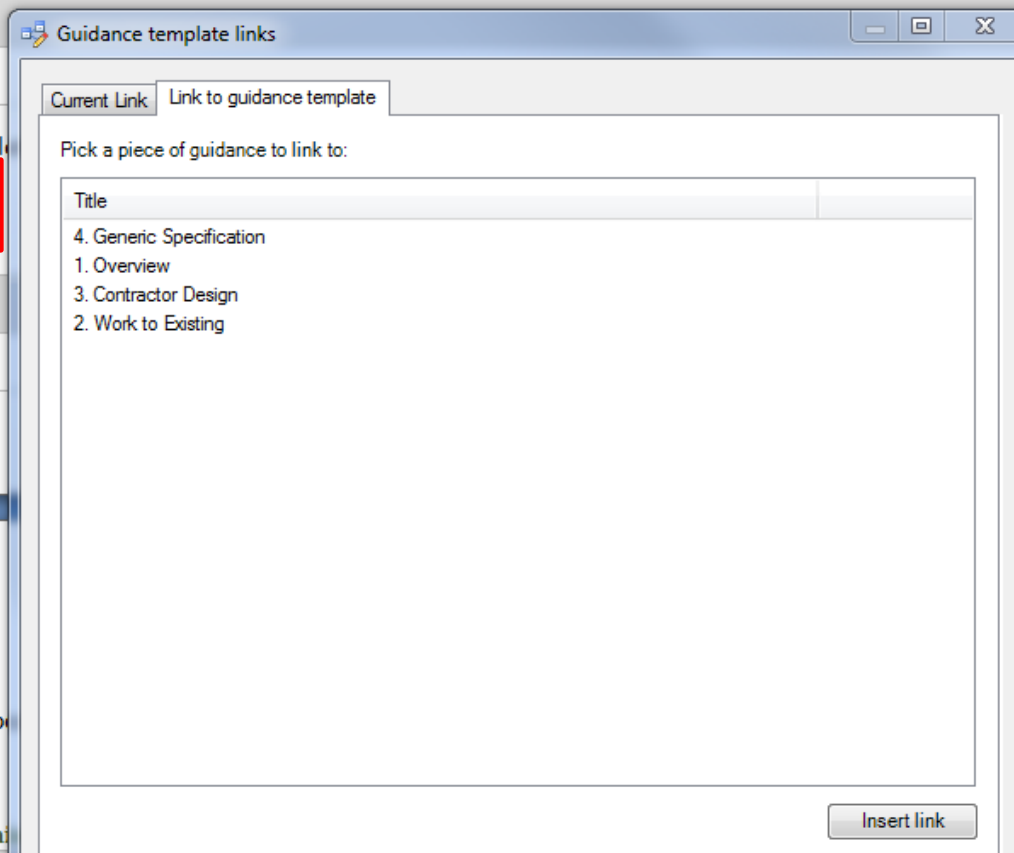 Guidance template links
Current Link
Link to guidance template
Pick a piece of guidance to link to:
Title
4. Generic Specification
1. Overview
3. Contractor Design
2. Work to Existing
Insert link